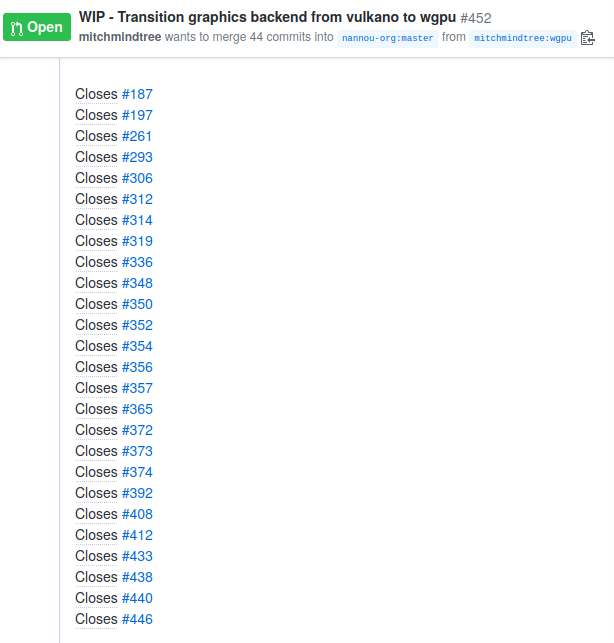 Open
WIP - Transition graphics backend from vulkano to wgpu #452
mitchmindtree wants to merge 44 commits into nannou-org:master from mitchmindtree:wgpu
Closes #187
Closes #197
Closes #261
Closes #293
Closes #306
Closes #312
Closes #314
Closes #319
Closes #336
Closes #348
Closes #350
Closes #352
Closes #354
Closes #356
Closes #357
Closes #365
Closes #372
Closes #373
Closes #374
Closes #392
Closes #408
Closes #412
Closes #433
Closes #438
Closes #440
Closes #446